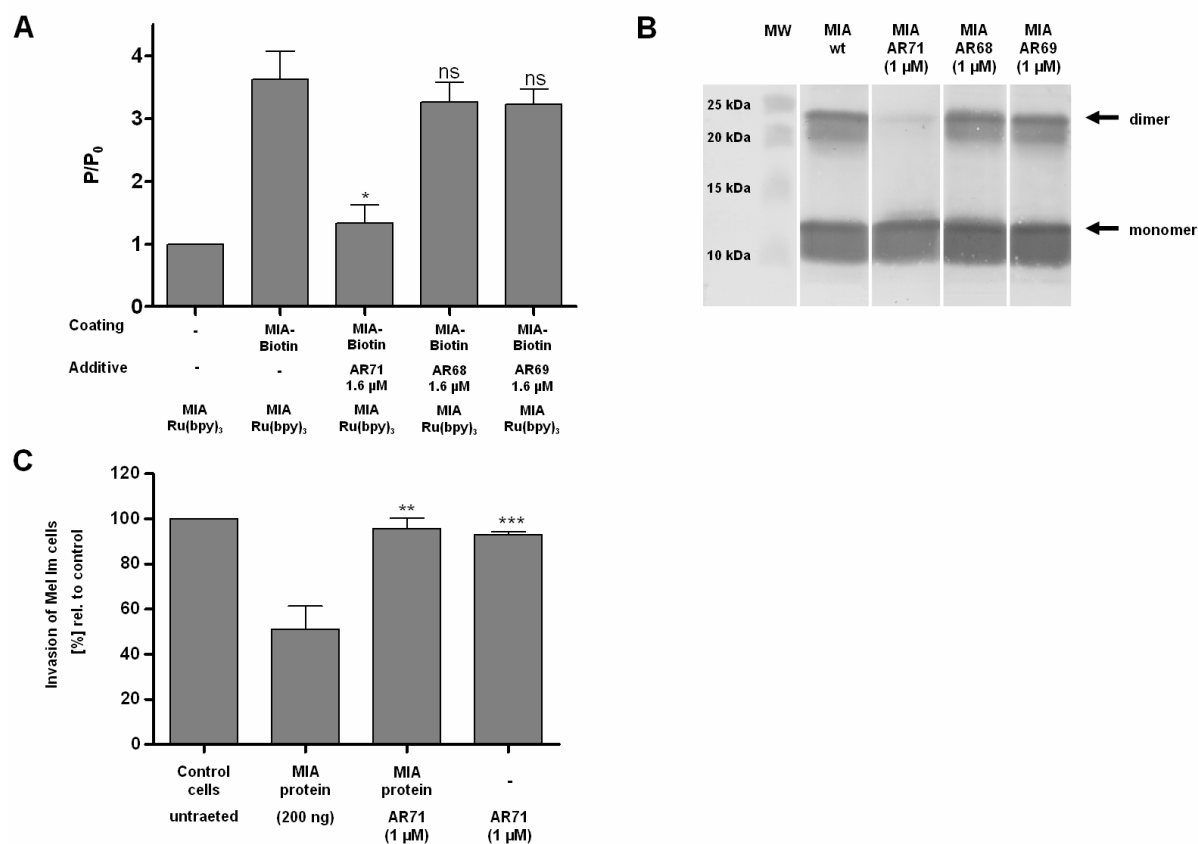 A
P/P0
4
3
2
1
0
ns
ns
*
Coating
-
MIA-
Biotin
MIA-
Biotin
MIA-
Biotin
MIA-
Biotin
Additive
-
-
AR71
1.6 µM
AR68
1.6 µM
AR69
1.6 µM
MIA
Ru(bpy)3
MIA
Ru(bpy)3
MIA
Ru(bpy)3
MIA
Ru(bpy)3
MIA
Ru(bpy)3
B
MW
MIA
wt
MIA
AR71
(1 µM)
MIA
AR68
(1 µM)
MIA
AR69
(1 µM)
25 kDa
20 kDa
15 kDa
10 kDa
dimer
monomer
C
Invasion of Mel Im cells
[%] rel. to control
120
100
80
60
40
20
0
**
***
Control
cells
untraeted
MIA
protein
(200 ng)
MIA
protein
AR71
(1 µM)
-
AR71
(1 µM)